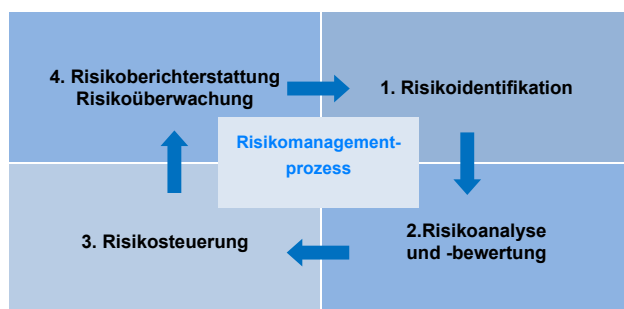 4. Risikoberichterstattung
Risikoüberwachung
1. Risikoidentifikation
Risikomanagement-
prozess
3. Risikosteuerung
2.Risikoanalyse
und -bewertung